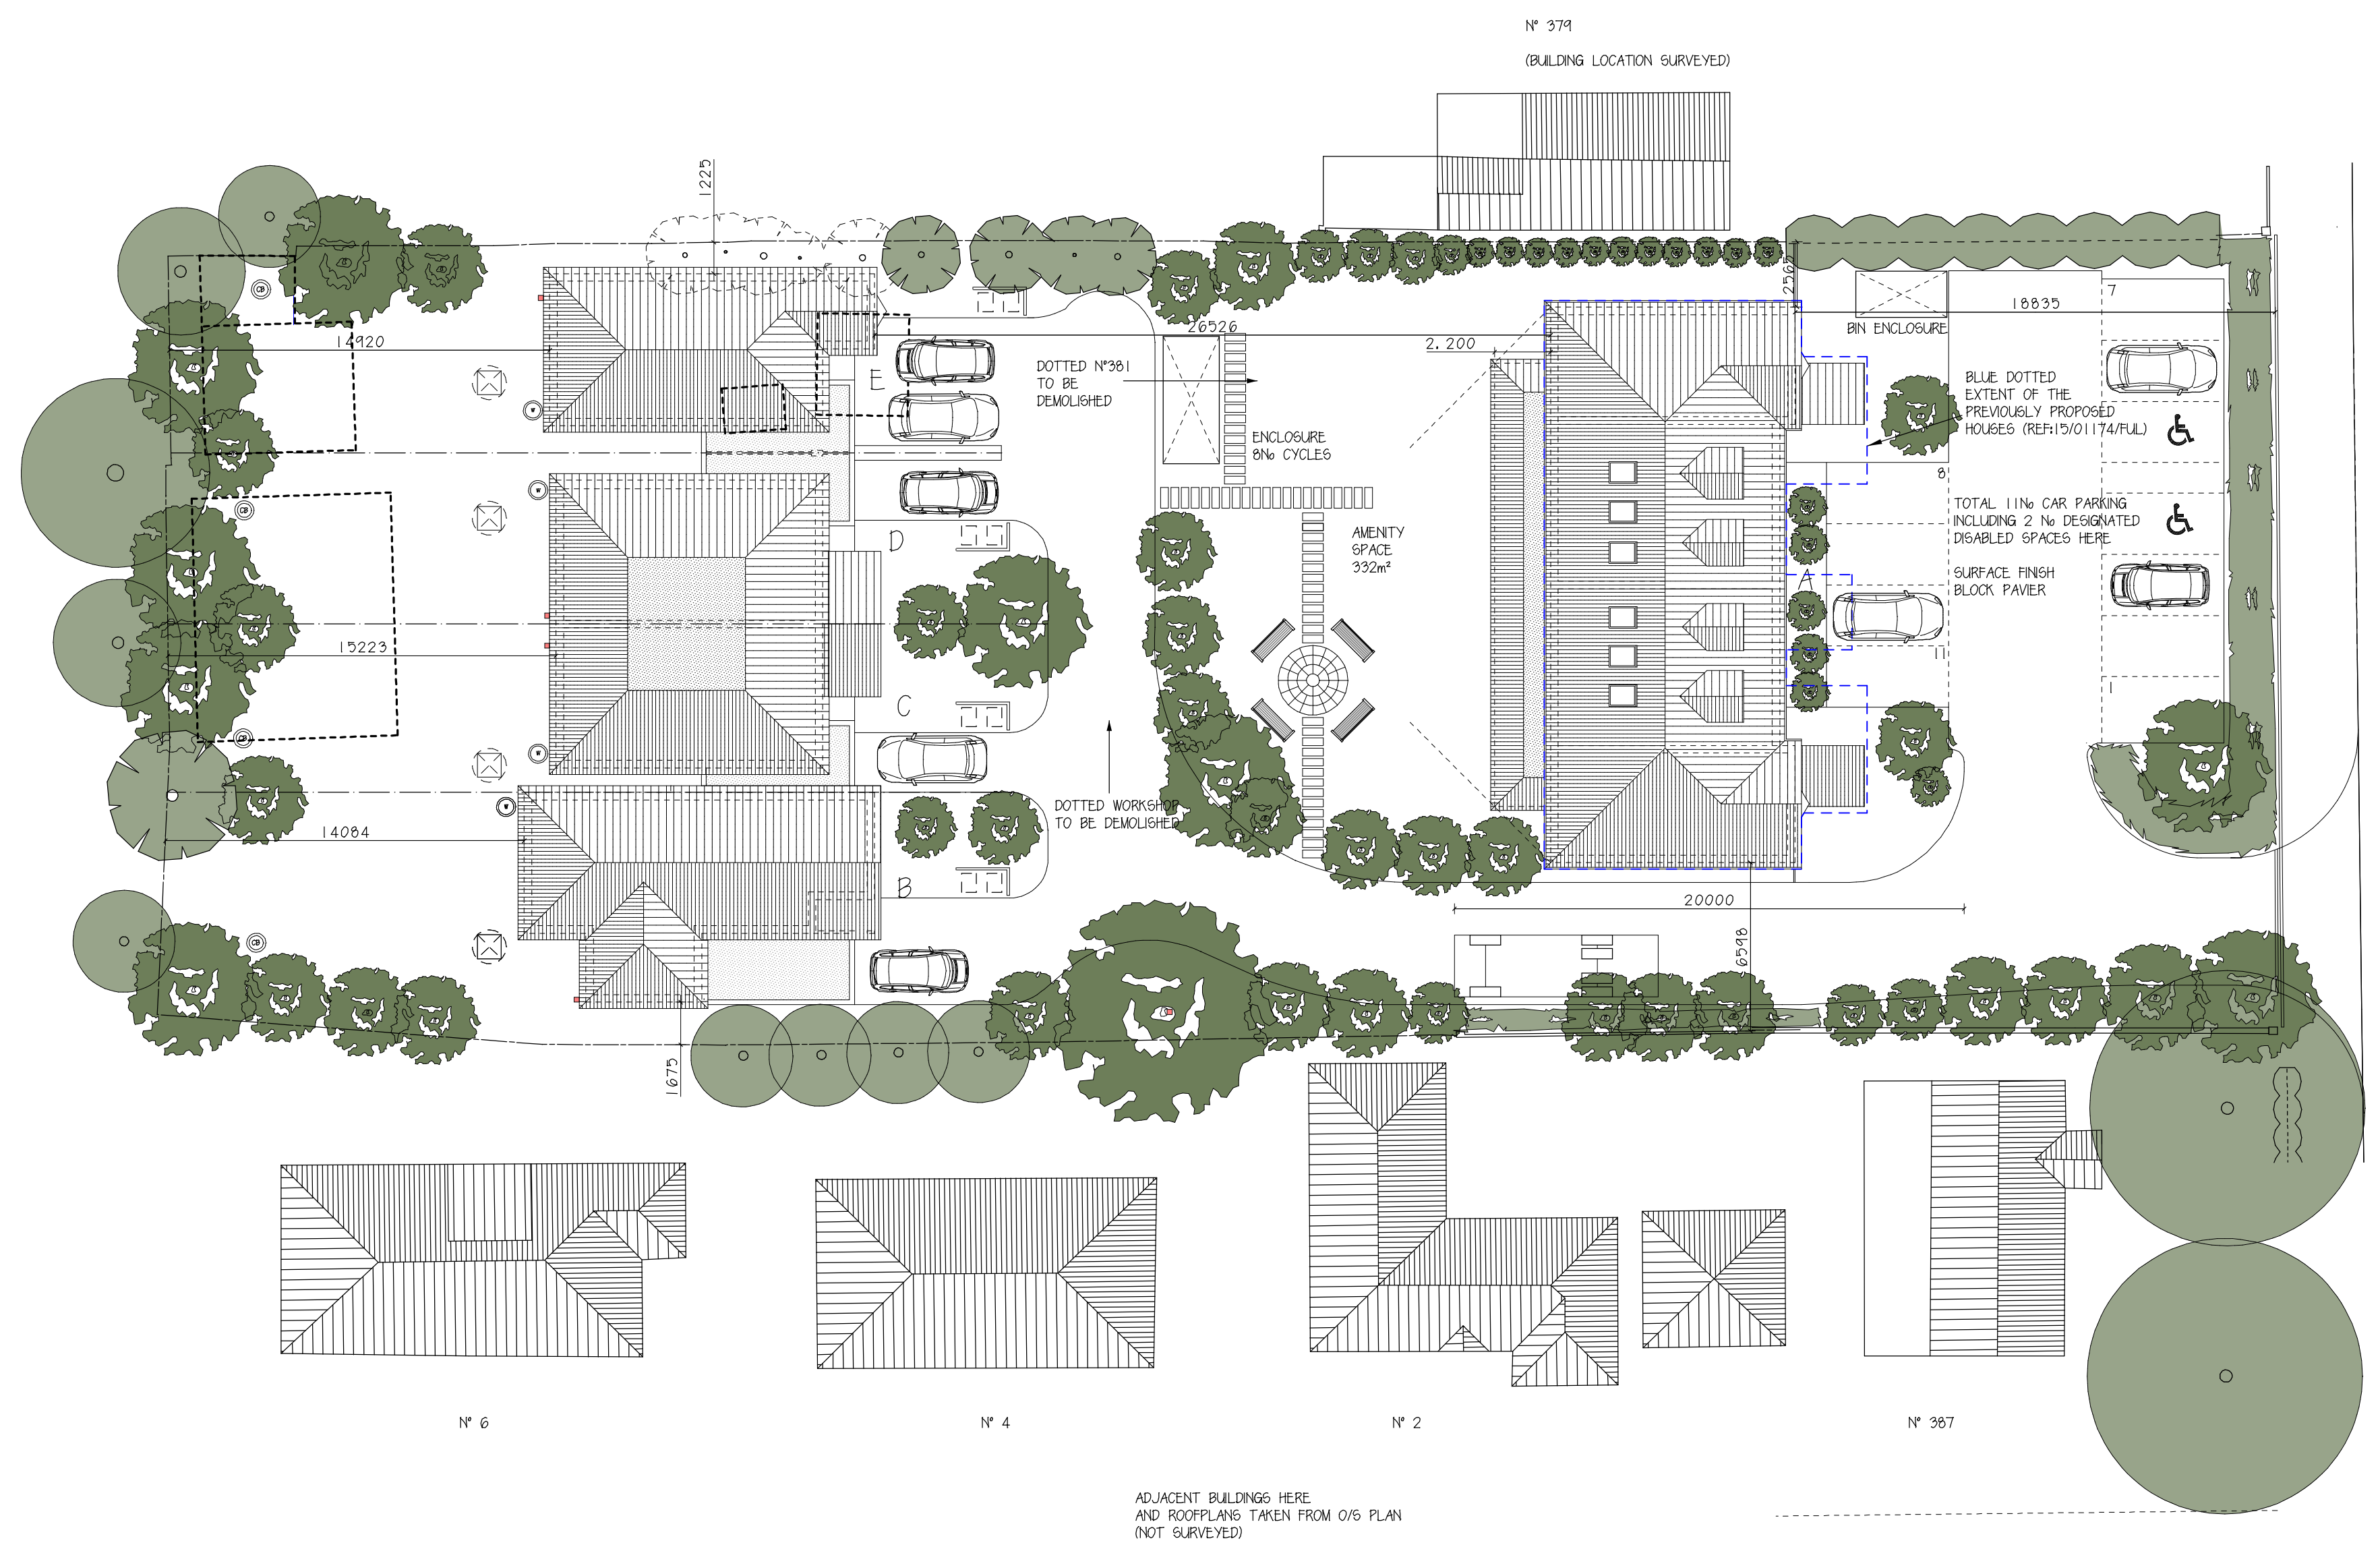 N° 379
(BUILDING LOCATION SURVEYED)
1225
2565
7
18835
BIN ENCLOSURE
26526
2.200
14920
DOTTED N°381
TO BE
DEMOLISHED
E
BLUE DOTTED
EXTENT OF THE
PREVIOUSLY PROPOSED
HOUSES (REF:15/01174/FUL)
ENCLOSURE
8No CYCLES
8
CB
W
W
CB
TOTAL 11No CAR PARKING
INCLUDING 2 No DESIGNATED
DISABLED SPACES HERE
AMENITY
SPACE
332m²
D
SURFACE FINISH
BLOCK PAVIER
A
15223
11
1
C
CB
W
W
DOTTED WORKSHOP
TO BE DEMOLISHED
14084
B
20000
6598
CB
1675
N° 6
N° 4
N° 2
N° 387
ADJACENT BUILDINGS HERE
AND ROOFPLANS TAKEN FROM O/S PLAN
(NOT SURVEYED)